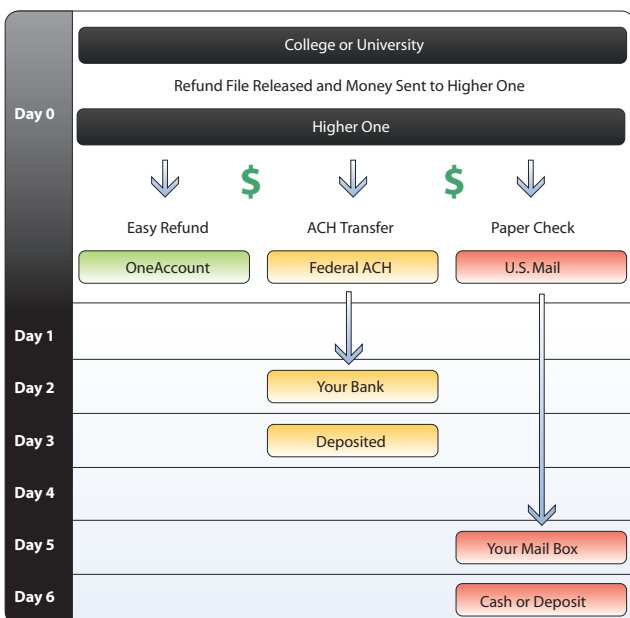 College or University
Refund File Released and Money Sent to Higher One
Day 0
Higher One
$ $
Easy Refund ACH Transfer Paper Check
OneAccount Federal ACH U.S. Mail
Day 1
Day 2 Your Bank
Day 3 Deposited
Day 4
Day 5 Your Mail Box
Day 6 Cash or Deposit